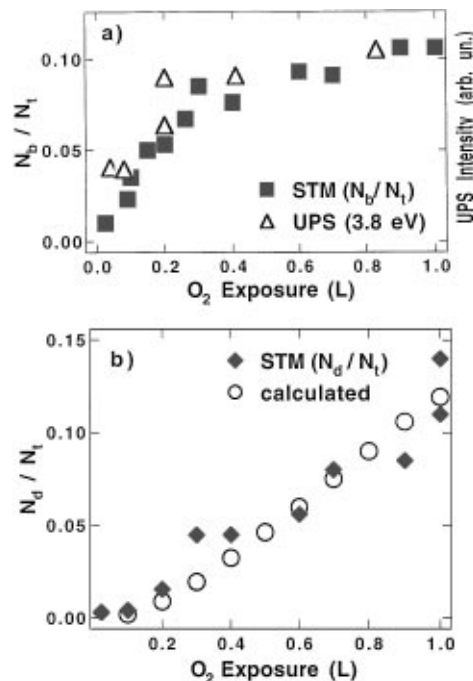 a)
0.10
0.05
0.00
N_b / N_t
UPS Intensity (arb. un.)
STM (N_b/N_t)
UPS (3.8 eV)
0.0 0.2 0.4 0.6 0.8 1.0
O₂ Exposure (L)
b)
0.15
0.10
0.05
0.00
N_d / N_t
STM (N_d / N_t)
calculated
0.2 0.4 0.6 0.8 1.0
O₂ Exposure (L)